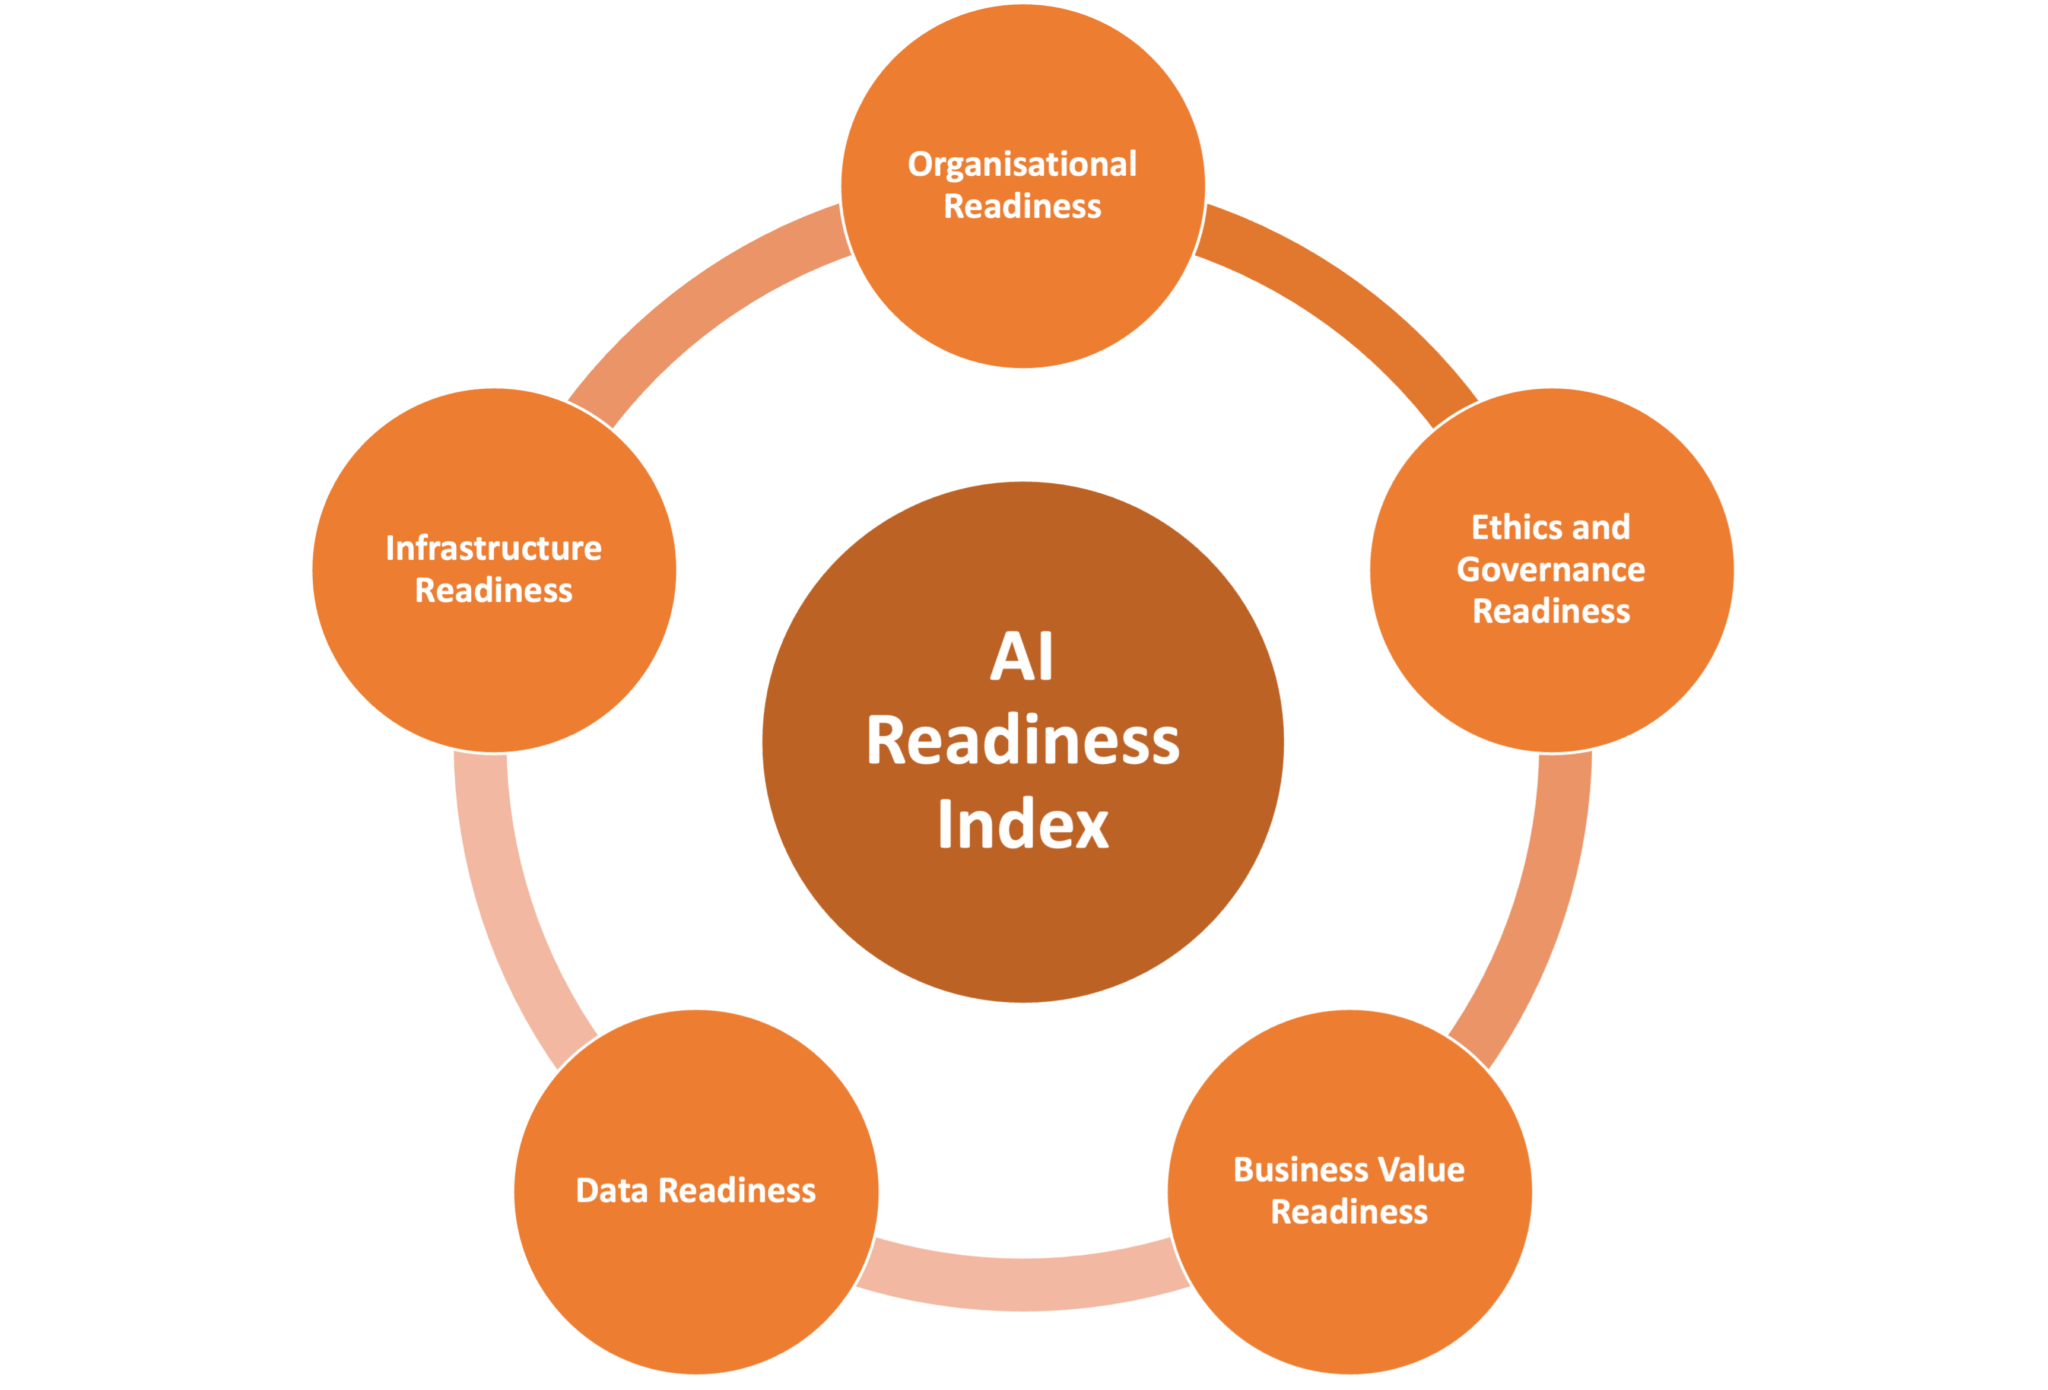 Organisational
Readiness
Ethics and
Governance
Readiness
Infrastructure
Readiness
AI
Readiness
Index
Business Value
Readiness
Data Readiness